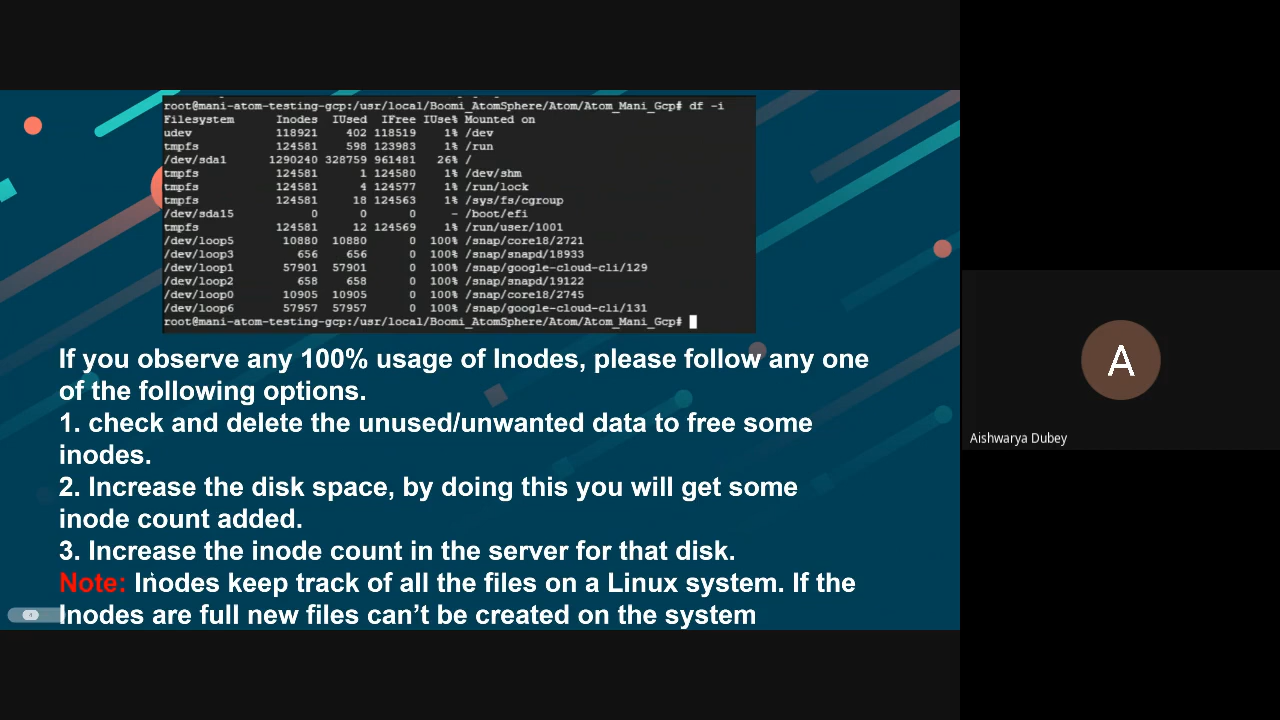 root@mani-atom-testing-gcp:/usr/local/Boomi_AtomSphere/Atom/Atom_Mani_Gcp# df -i
Filesystem Inodes IUsed IFree IUse% Mounted on
udev 118921 402 118519 1% /dev
tmpfs 124581 598 123983 1% /run
/dev/sda1 1290240 328759 961481 26% /
tmpfs 124581 1 124580 1% /dev/shm
tmpfs 124581 4 124577 1% /run/lock
tmpfs 124581 18 124563 1% /sys/fs/cgroup
/dev/sda15 0 0 0 - /boot/efi
tmpfs 124581 12 124569 1% /run/user/1001
/dev/loop5 10880 10880 0 100% /snap/core18/2721
/dev/loop3 656 656 0 100% /snap/snapd/18933
/dev/loop1 57901 57901 0 100% /snap/google-cloud-cli/129
/dev/loop2 658 658 0 100% /snap/snapd/19122
/dev/loop0 10905 10905 0 100% /snap/core18/2745
/dev/loop6 57957 57957 0 100% /snap/google-cloud-cli/131
root@mani-atom-testing-gcp:/usr/local/Boomi_AtomSphere/Atom/Atom_Mani_Gcp#
If you observe any 100% usage of Inodes, please follow any one
of the following options.
1. check and delete the unused/unwanted data to free some
inodes.
2. Increase the disk space, by doing this you will get some
inode count added.
3. Increase the inode count in the server for that disk.
Note: Inodes keep track of all the files on a Linux system. If the
Inodes are full new files can’t be created on the system
A
Aishwarya Dubey